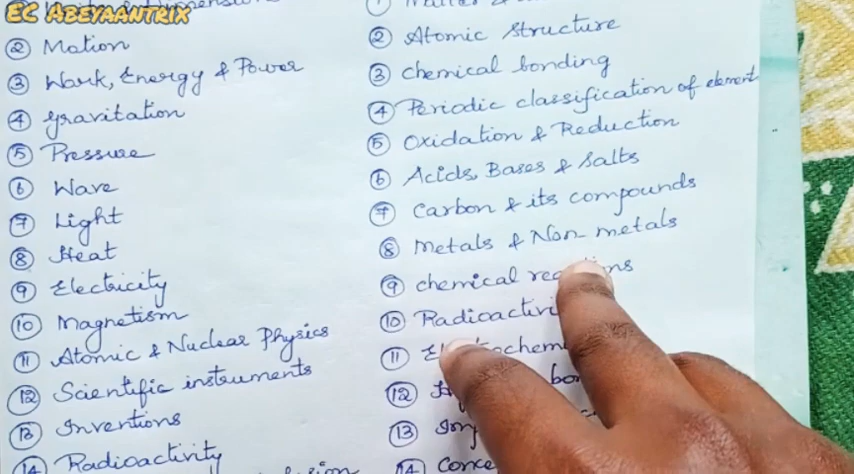 EC ABEYAANTRIX
② Motion
③ Work, Energy & Power
④ Gravitation
⑤ Pressure
⑥ Wave
⑦ Light
⑧ Heat
⑨ Electricity
⑩ Magnetism
⑪ Atomic & Nuclear Physics
⑫ Scientific instruments
⑬ Inventions
⑭ Radioactivity
①
② Atomic Structure
③ Chemical bonding
④ Periodic classification of element
⑤ Oxidation & Reduction
⑥ Acids, Bases & Salts
⑦ Carbon & its compounds
⑧ Metals & Non-metals
⑨ chemical
⑩
⑪
⑫
⑬
⑭